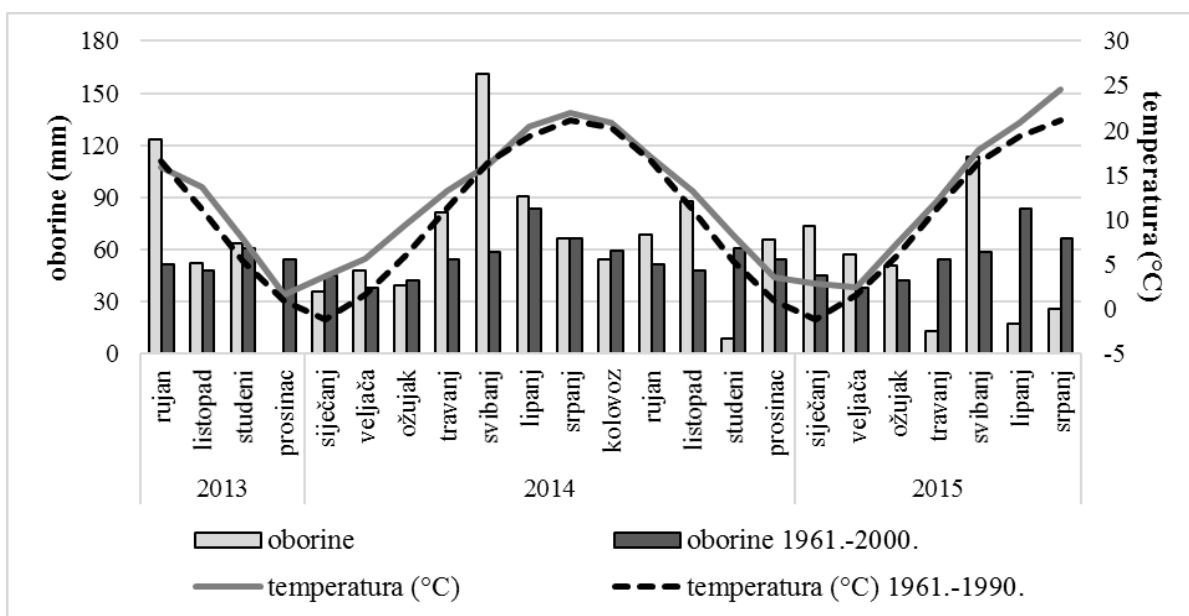 oborine (mm)
180
150
120
90
60
30
0
temperatura (°C)
30
25
20
15
10
5
0
-5
rujan
listopad
studeni
prosinac
siječanj
veljača
ožujak
travanj
svibanj
lipanj
srpanj
kolovoz
rujan
listopad
studeni
prosinac
siječanj
veljača
ožujak
travanj
svibanj
lipanj
srpanj
2013 2014 2015
oborine oborine 1961.-2000.
temperatura (°C) temperatura (°C) 1961.-1990.